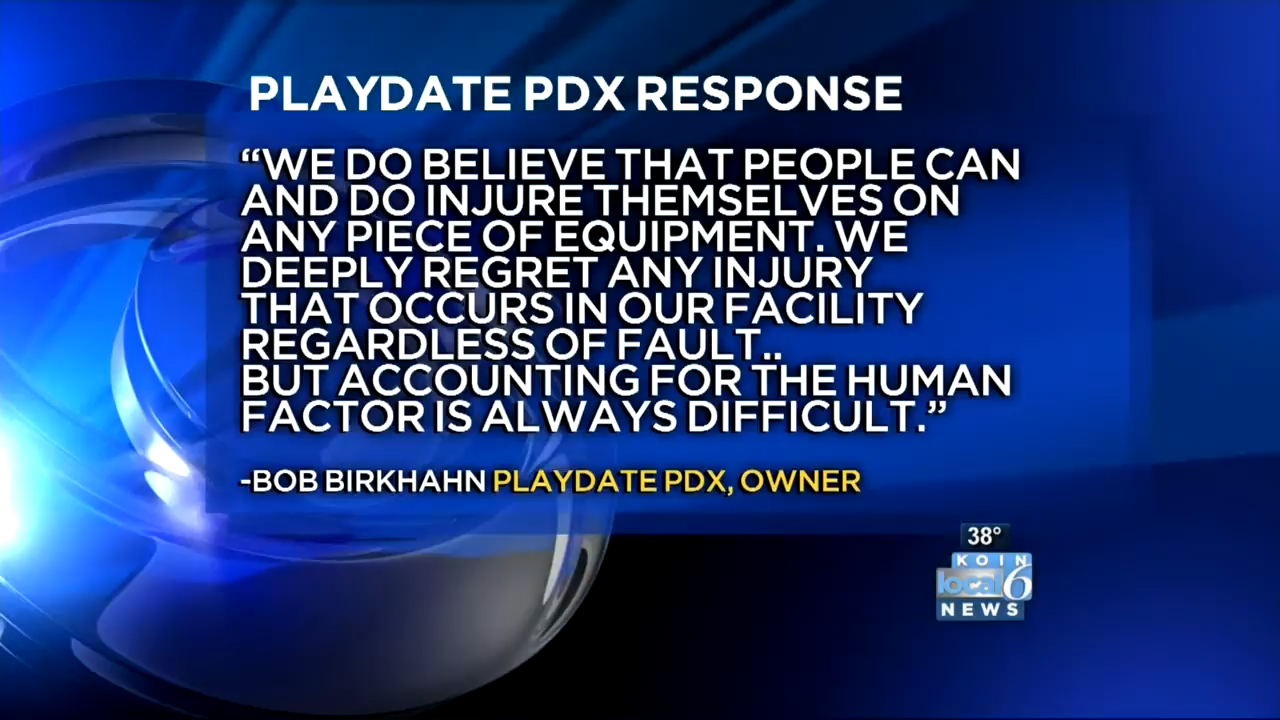 PLAYDATE PDX RESPONSE
“WE DO BELIEVE THAT PEOPLE CAN
AND DO INJURE THEMSELVES ON
ANY PIECE OF EQUIPMENT. WE
DEEPLY REGRET ANY INJURY
THAT OCCURS IN OUR FACILITY
REGARDLESS OF FAULT..
BUT ACCOUNTING FOR THE HUMAN
FACTOR IS ALWAYS DIFFICULT.”
-BOB BIRKHAHN PLAYDATE PDX, OWNER
38°
KOIN
local 6
NEWS